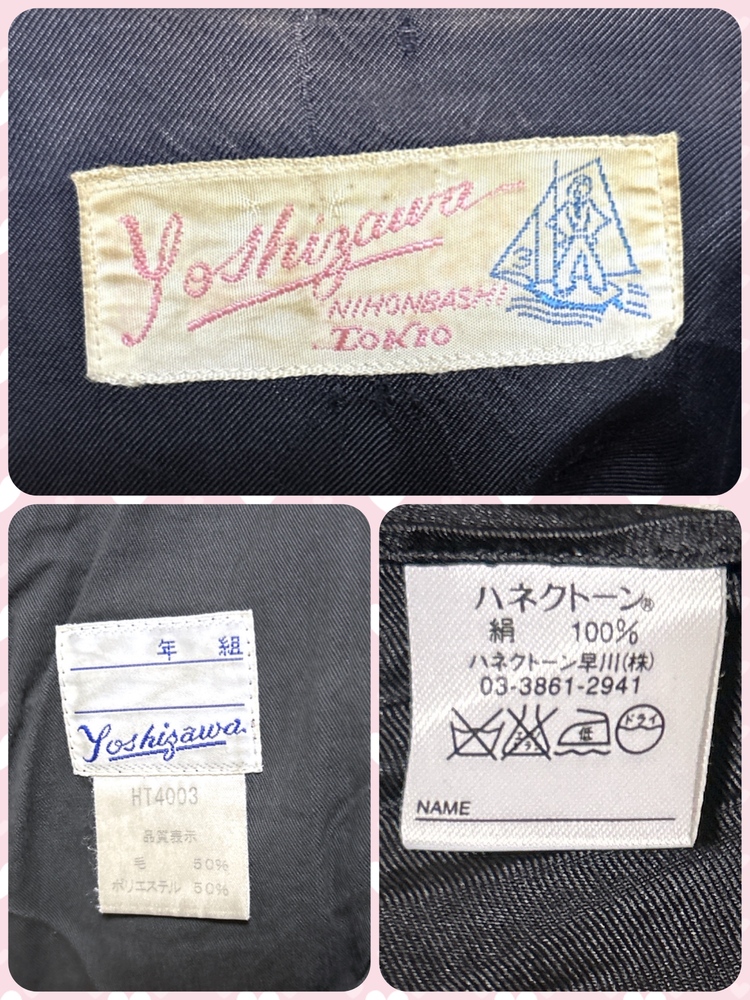 Yoshizawa
NIHONBASHI
TOKIO
3
年 組
Yoshizawa
HT4003
品質表示
毛 50%
ポリエステル 50%
ハネクトーン®
絹 100%
ハネクトーン早川(株)
03-3861-2941
低 ドライ
NAME